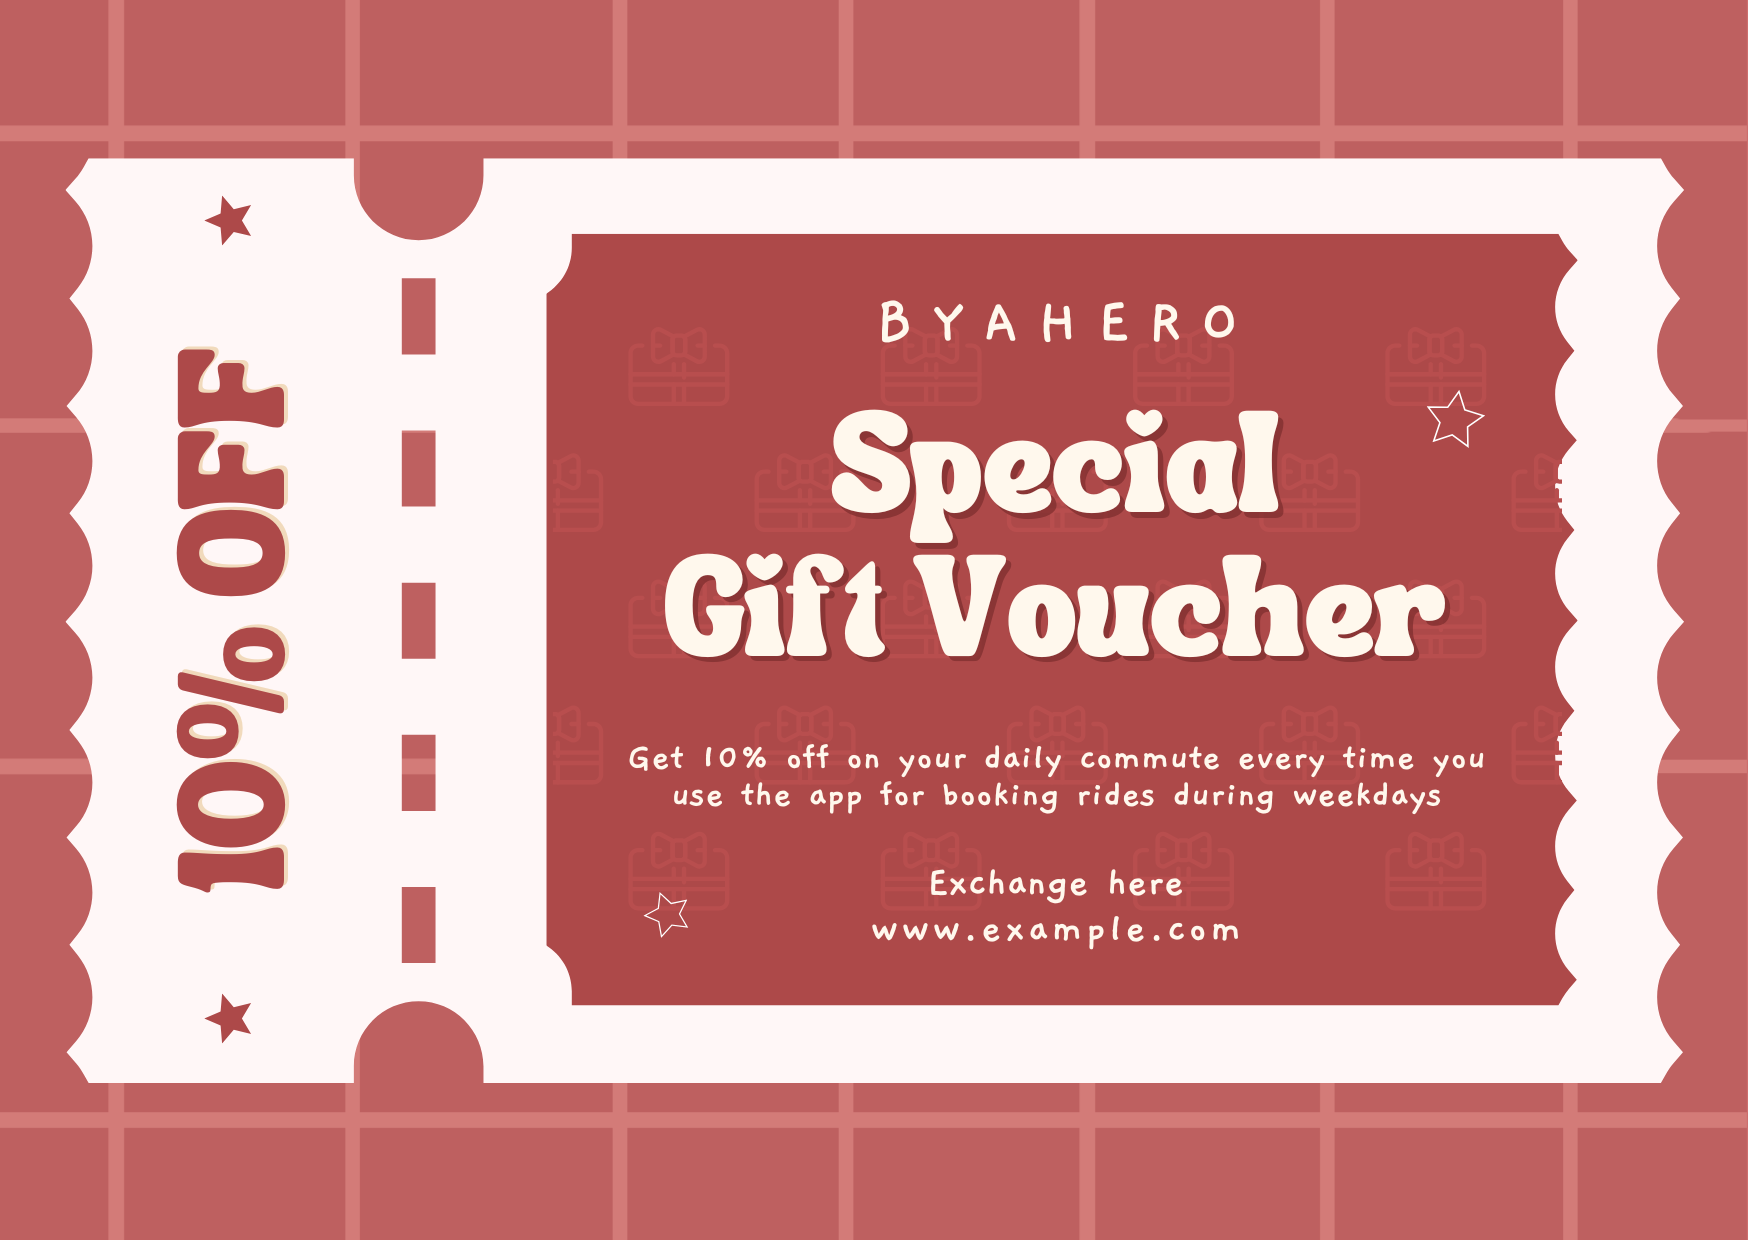 10% OFF
BYAHERO
Special
Gift Voucher
Get 10% off on your daily commute every time you
use the app for booking rides during weekdays
Exchange here
www.example.com